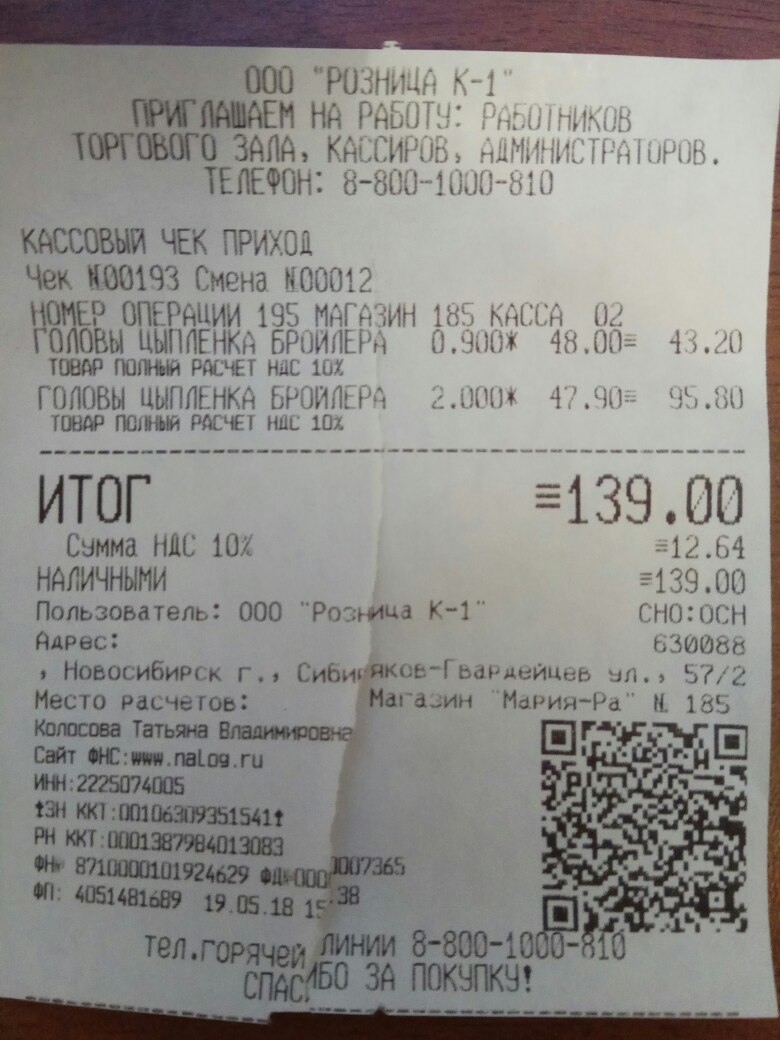 ООО "РОЗНИЦА К-1"
ПРИГЛАШАЕМ НА РАБОТУ: РАБОТНИКОВ
ТОРГОВОГО ЗАЛА, КАССИРОВ, АДМИНИСТРАТОРОВ.
ТЕЛЕФОН: 8-800-1000-810
КАССОВЫЙ ЧЕК ПРИХОД
Чек №00193 Смена №00012
НОМЕР ОПЕРАЦИИ 195 МАГАЗИН 185 КАССА 02
ГОЛОВЫ ЦЫПЛЕНКА БРОЙЛЕРА 0.900* 48.00≡ 43.20
ТОВАР ПОЛНЫЙ РАСЧЕТ НДС 10%
ГОЛОВЫ ЦЫПЛЕНКА БРОЙЛЕРА 2.000* 47.90≡ 95.80
ТОВАР ПОЛНЫЙ РАСЧЕТ НДС 10%
ИТОГ ≡139.00
Сумма НДС 10% ≡12.64
НАЛИЧНЫМИ ≡139.00
Пользователь: ООО "Розница К-1" СНО:ОСН
Адрес: 630088
, Новосибирск г., Сибиряков-Гвардейцев ул., 57/2
Место расчетов: Магазин "Мария-Ра" № 185
Колосова Татьяна Владимировна
Сайт ФНС:www.nalog.ru
ИНН:2225074005
↑ЗН ККТ:00106309351541↑
РН ККТ:0001387984013083
ФН№ 8710000101924629 ФД№0000007365
ФП: 4051481689 19.05.18 15:38
тел.горячей линии 8-800-1000-810
СПАСИБО ЗА ПОКУПКУ!